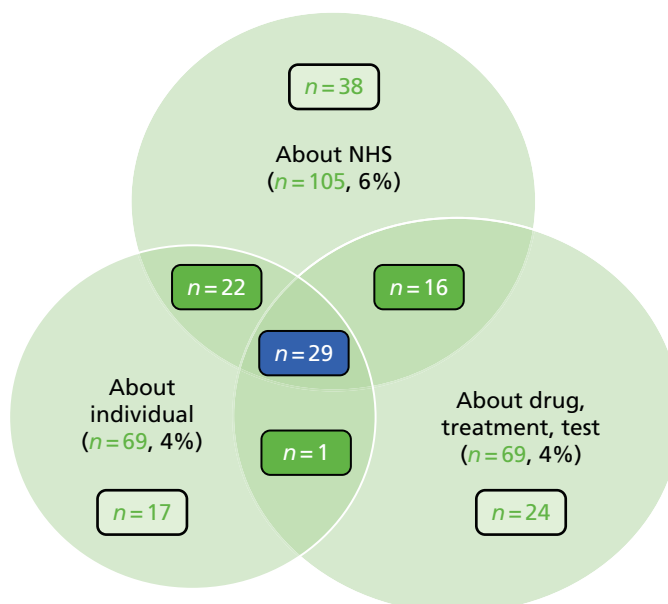 n=38
About NHS
(n=105, 6%)
n=22
n=16
n=29
About
individual
(n=69, 4%)
About drug,
treatment, test
(n=69, 4%)
n=1
n=17
n=24